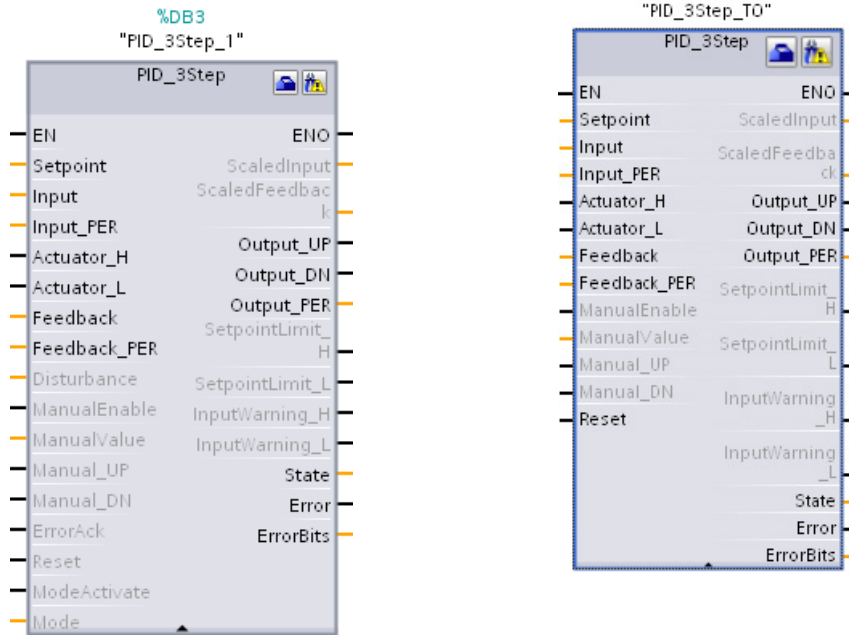 %DB3
"PID_3Step_1"
PID_3Step
EN
ENO
Setpoint
ScaledInput
Input
ScaledFeedbac
k
Input_PER
Output_UP
Actuator_H
Output_DN
Actuator_L
Output_PER
Feedback
SetpointLimit_
H
Feedback_PER
Disturbance
SetpointLimit_L
ManualEnable
InputWarning_H
ManualValue
InputWarning_L
Manual_UP
State
Manual_DN
Error
ErrorAck
ErrorBits
Reset
ModeActivate
Mode
"PID_3Step_TO"
PID_3Step
EN
ENO
Setpoint
ScaledInput
Input
ScaledFeedba
ck
Input_PER
Actuator_H
Output_UP
Actuator_L
Output_DN
Feedback
Output_PER
Feedback_PER
SetpointLimit_
H
ManualEnable
ManualValue
SetpointLimit_
L
Manual_UP
Manual_DN
InputWarning
_H
Reset
InputWarning
_L
State
Error
ErrorBits